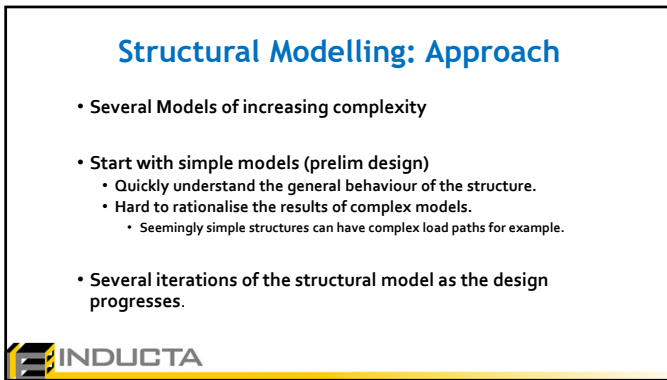 Structural Modelling: Approach
• Several Models of increasing complexity
• Start with simple models (prelim design)
• Quickly understand the general behaviour of the structure.
• Hard to rationalise the results of complex models.
• Seemingly simple structures can have complex load paths for example.
• Several iterations of the structural model as the design
progresses.
INDUCTA